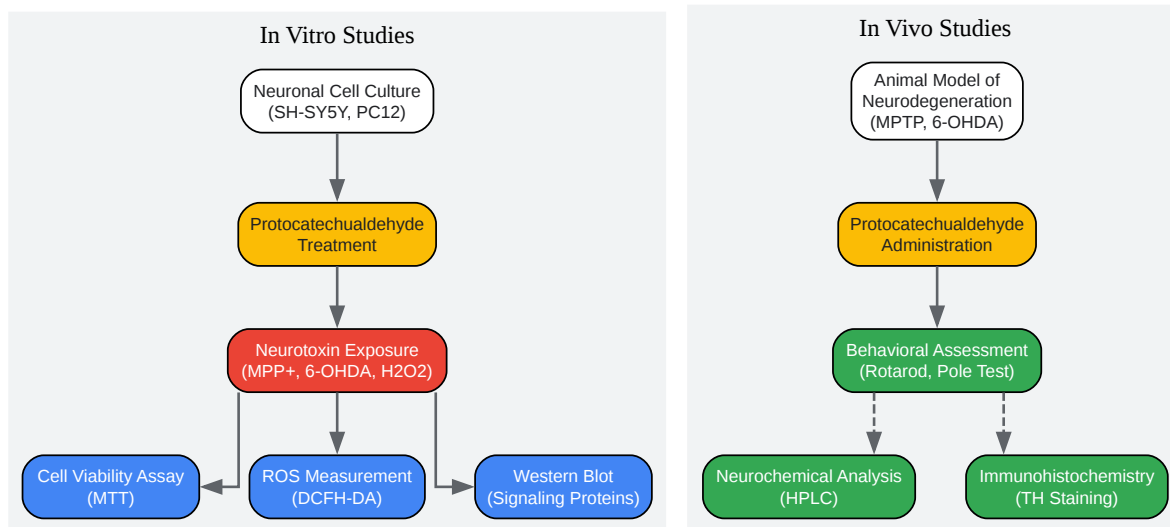 In Vitro Studies
Neuronal Cell Culture
(SH-SY5Y, PC12)
Protocatechualdehyde
Treatment
Neurotoxin Exposure
(MPP+, 6-OHDA, H2O2)
Cell Viability Assay
(MTT)
ROS Measurement
(DCFH-DA)
Western Blot
(Signaling Proteins)
In Vivo Studies
Animal Model of
Neurodegeneration
(MPTP, 6-OHDA)
Protocatechualdehyde
Administration
Behavioral Assessment
(Rotarod, Pole Test)
Neurochemical Analysis
(HPLC)
Immunohistochemistry
(TH Staining)